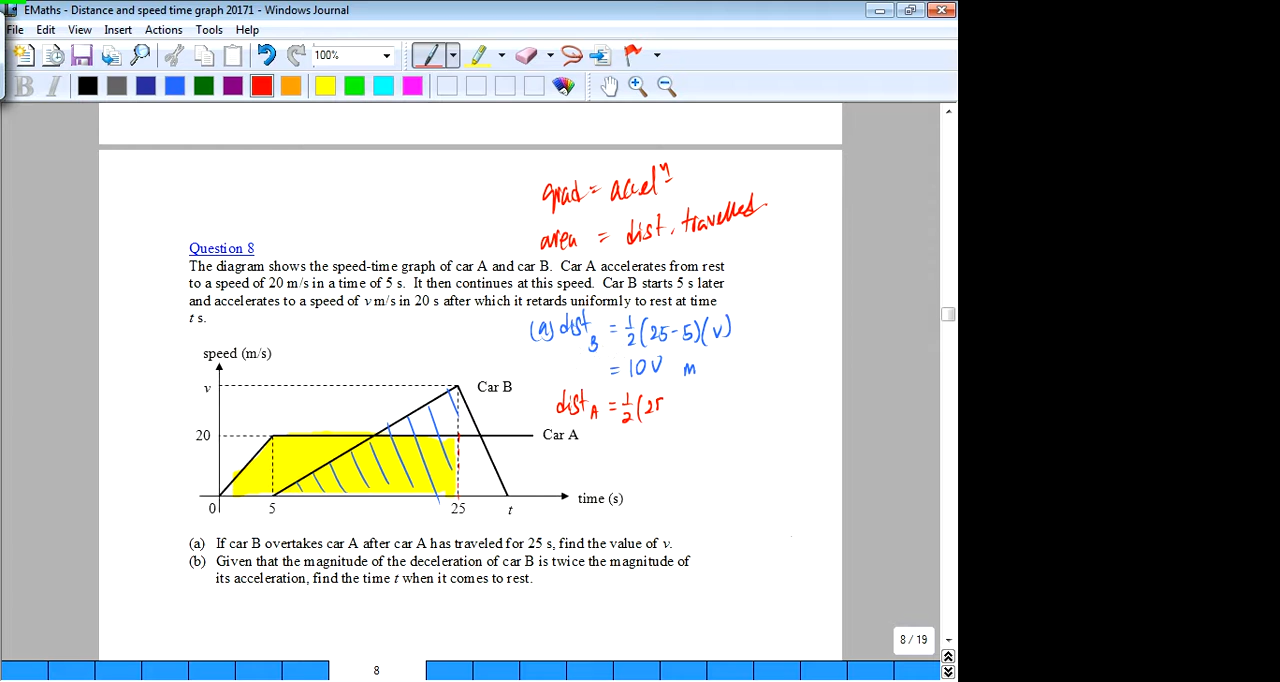 EMaths - Distance and speed time graph 20171 - Windows Journal
File Edit View Insert Actions Tools Help
100%
B I
grad = accelⁿ
area = dist. travelled
Question 8
The diagram shows the speed-time graph of car A and car B. Car A accelerates from rest
to a speed of 20 m/s in a time of 5 s. It then continues at this speed. Car B starts 5 s later
and accelerates to a speed of v m/s in 20 s after which it retards uniformly to rest at time
t s.
(a) dist B = 1/2 (25-5)(v)
= 10v m
dist A = 1/2 (25
speed (m/s)
v
Car B
20
Car A
time (s)
0 5 25 t
(a) If car B overtakes car A after car A has traveled for 25 s, find the value of v.
(b) Given that the magnitude of the deceleration of car B is twice the magnitude of
its acceleration, find the time t when it comes to rest.
8 / 19
8